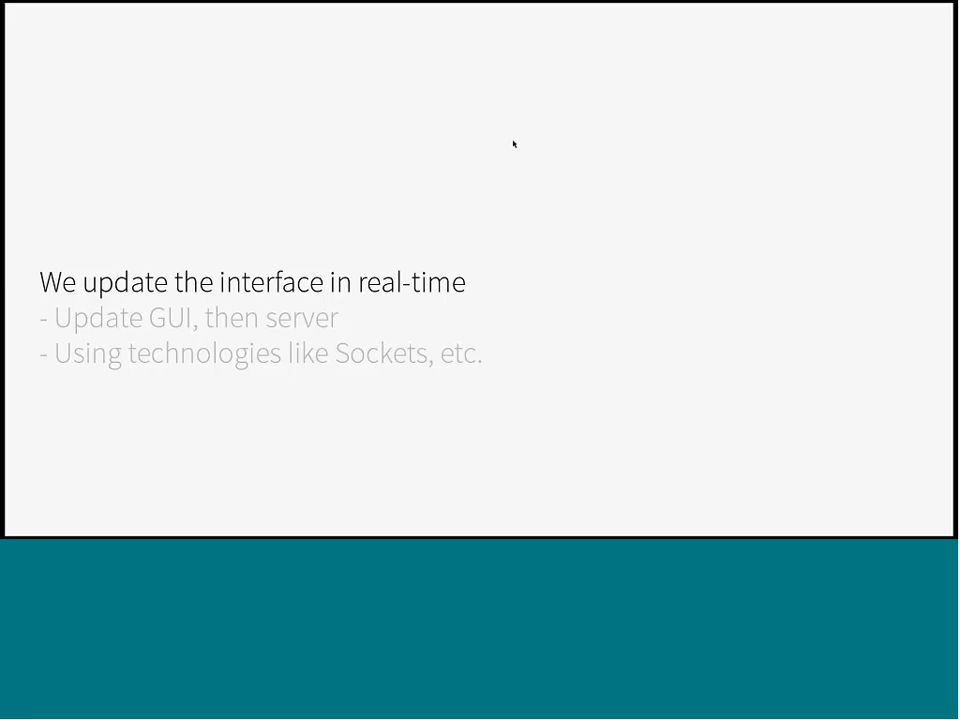 We update the interface in real-time
- Update GUI, then server
- Using technologies like Sockets, etc.